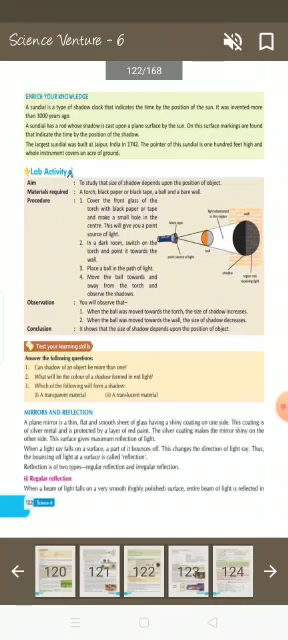 Science Venture - 6
122/168
ENRICH YOUR KNOWLEDGE
A sundial is a type of shadow clock that indicates the time by the position of the sun. It was invented more
than 3000 years ago.
A sundial has a rod whose shadow is cast upon a plane surface by the sun. On this surface markings are found
that indicate the time by the position of the shadow.
The largest sundial was built at Jaipur, India in 1742. The pointer of this sundial is one hundred feet high and
whole instrument covers an acre of ground.
Lab Activity
Aim : To study that size of shadow depends upon the position of object.
Materials required : A torch, black paper or black tape, a ball and a bare wall.
Procedure : 1. Cover the front glass of the
torch with black paper or tape
and make a small hole in the
centre. This will give you a point
source of light.
2. In a dark room, switch on the
torch and point it towards the
wall.
3. Place a ball in the path of light.
4. Move the ball towards and
away from the torch and
observe the shadows.
black tape
point source of light
wall
ball
shadow
Observation : You will observe that–
1. When the ball was moved towards the torch, the size of shadow increases.
2. When the ball was moved towards the wall, the size of shadow decreases.
Conclusion : It shows that the size of shadow depends upon the position of object.
Test your learning skills
Answer the following questions:
1. Can shadow of an object be more than one?
2. What will be the colour of a shadow formed in red light?
3. Which of the following will form a shadow:
(i) A transparent material (ii) A translucent material
MIRRORS AND REFLECTION
A plane mirror is a thin, flat and smooth sheet of glass having a shiny coating on one side. This coating is
of silver metal and is protected by a layer of red paint. The silver coating makes the mirror shiny on the
other side. This surface gives maximum reflection of light.
When a light ray falls on a surface, a part of it bounces off. This changes the direction of light ray. Thus,
the bouncing off light at a surface is called 'reflection'.
Reflection is of two types—regular reflection and irregular reflection.
(i) Regular reflection
When a beam of light falls on a very smooth (highly polished) surface, entire beam of light is reflected in
122 Science-6
120
121
122
123
124